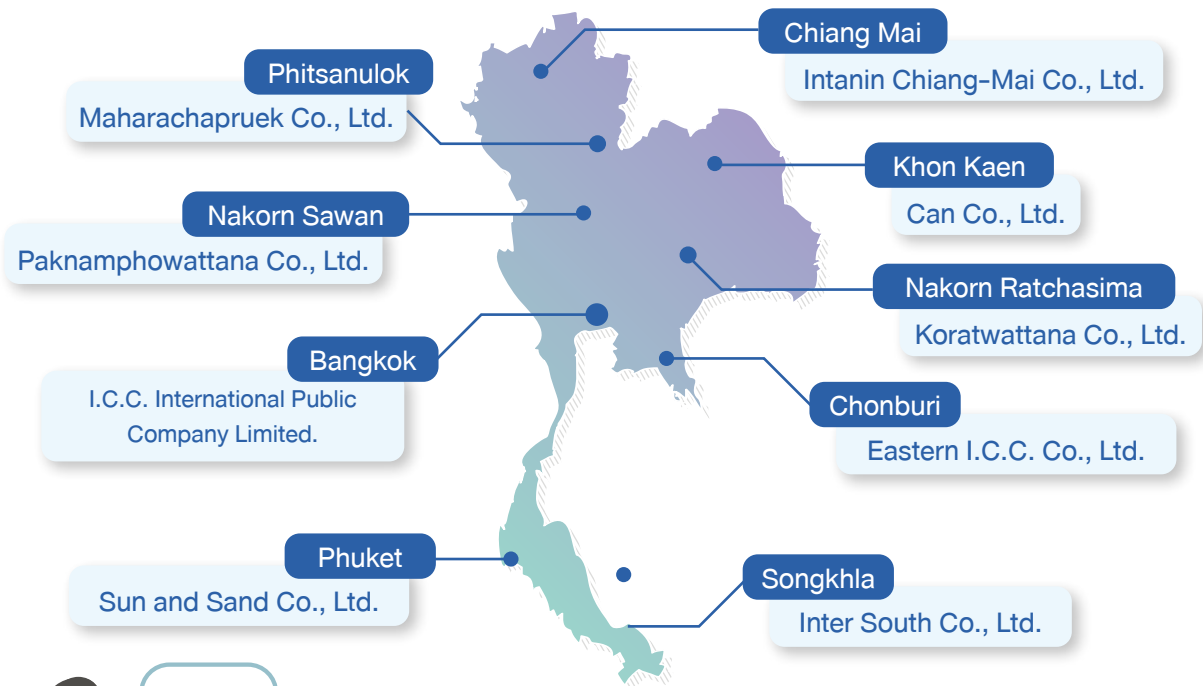 Chiang Mai
Intanin Chiang-Mai Co., Ltd.
Phitsanulok
Maharachapruek Co., Ltd.
Khon Kaen
Can Co., Ltd.
Nakorn Sawan
Paknamphowattana Co., Ltd.
Nakorn Ratchasima
Koratwattana Co., Ltd.
Bangkok
I.C.C. International Public
Company Limited.
Chonburi
Eastern I.C.C. Co., Ltd.
Phuket
Sun and Sand Co., Ltd.
Songkhla
Inter South Co., Ltd.